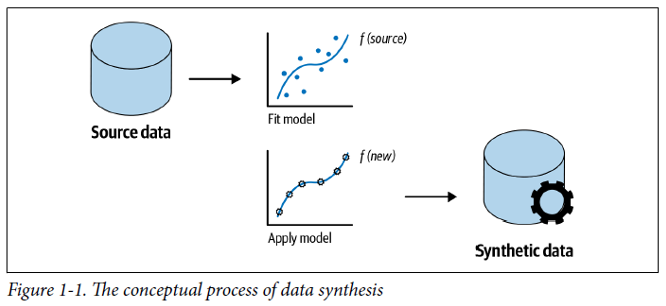 f (source)
Fit model
Source data
f (new)
Apply model
Synthetic data
Figure 1-1. The conceptual process of data synthesis